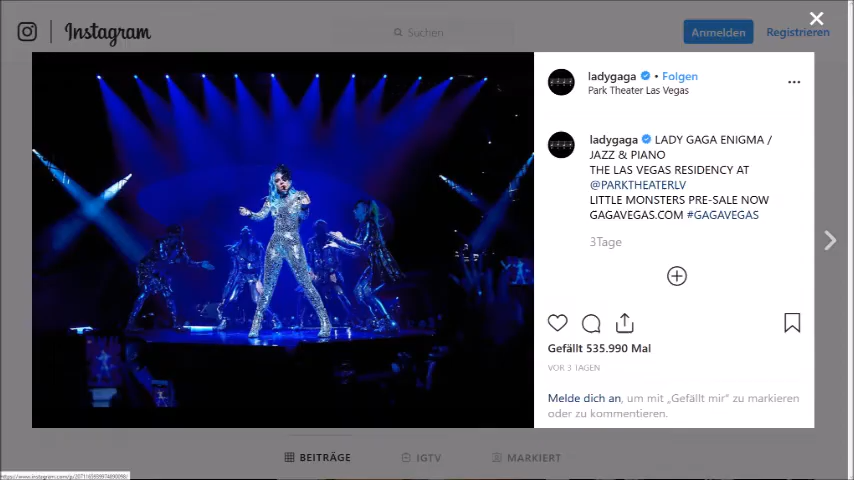 Instagram
Suchen
Anmelden
Registrieren
ladygaga • Folgen
Park Theater Las Vegas
ladygaga LADY GAGA ENIGMA /
JAZZ & PIANO
THE LAS VEGAS RESIDENCY AT
@PARKTHEATERLV
LITTLE MONSTERS PRE-SALE NOW
GAGAVEGAS.COM #GAGAVEGAS
3Tage
Gefällt 535.990 Mal
VOR 3 TAGEN
Melde dich an, um mit „Gefällt mir“ zu markieren
oder zu kommentieren.
BEITRÄGE
IGTV
MARKIERT